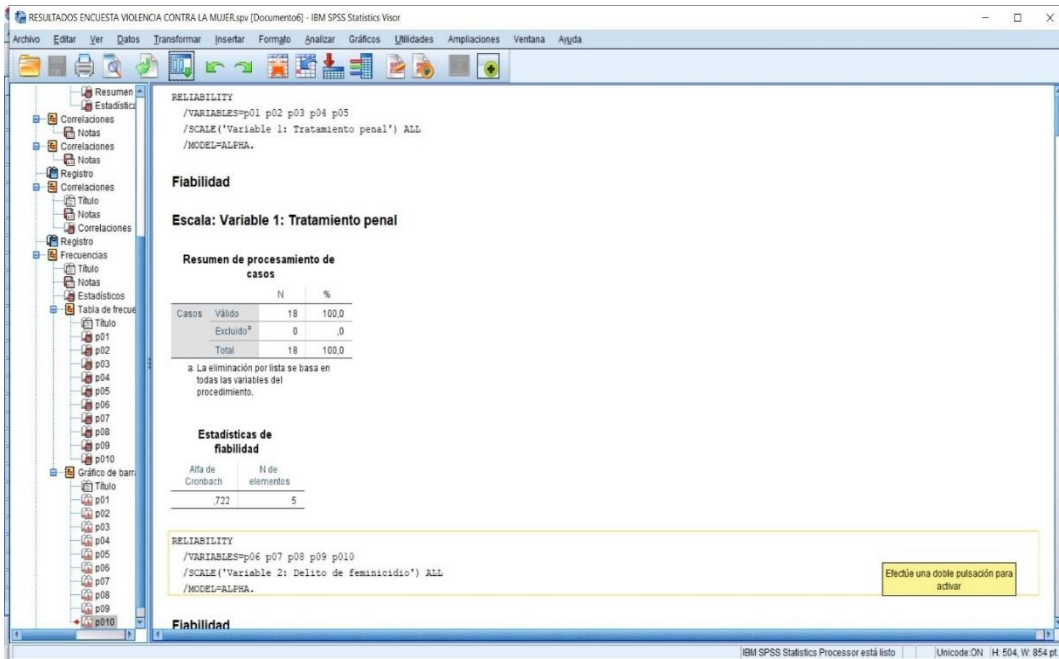 RESULTADOS ENCUESTA VIOLENCIA CONTRA LA MUJER.spv [Documento6] - IBM SPSS Statistics Visor
Archivo Editar Ver Datos Transformar Insertar Formato Analizar Gráficos Utilidades Ampliaciones Ventana Ayuda
Resumen
Estadística
Correlaciones
Notas
Correlaciones
Notas
Registro
Correlaciones
Título
Notas
Correlaciones
Registro
Frecuencias
Título
Notas
Estadísticos
Tabla de frecue
Título
p01
p02
p03
p04
p05
p06
p07
p08
p09
p010
Gráfico de barr
Título
p01
p02
p03
p04
p05
p06
p07
p08
p09
p010
RELIABILITY
/VARIABLES=p01 p02 p03 p04 p05
/SCALE('Variable 1: Tratamiento penal') ALL
/MODEL=ALPHA.
Fiabilidad
Escala: Variable 1: Tratamiento penal
Resumen de procesamiento de
casos
N %
Casos Válido 18 100,0
Excluido a 0 ,0
Total 18 100,0
a. La eliminación por lista se basa en
todas las variables del
procedimiento.
Estadísticas de
fiabilidad
Alfa de N de
Cronbach elementos
,722 5
RELIABILITY
/VARIABLES=p06 p07 p08 p09 p010
/SCALE('Variable 2: Delito de feminicidio') ALL
/MODEL=ALPHA.
Efectúe una doble pulsación para
activar
Fiabilidad
IBM SPSS Statistics Processor está listo Unicode:ON H: 504, W: 854 pt.